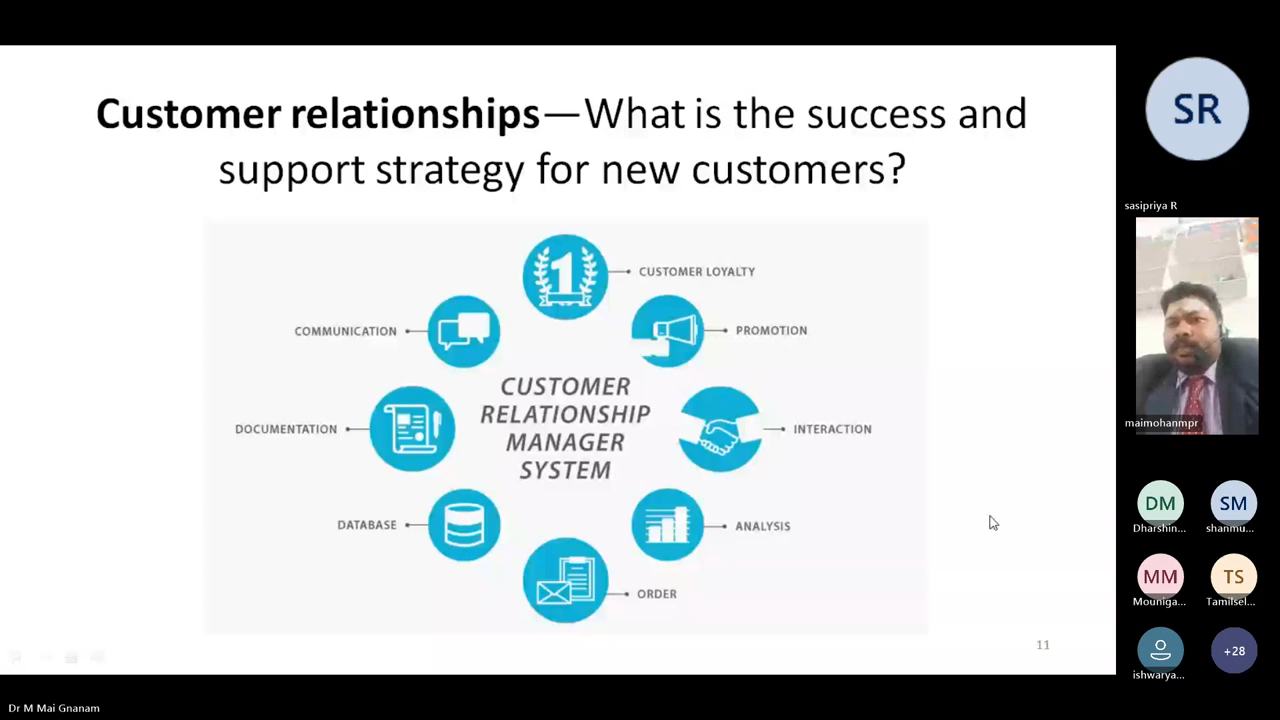 Customer relationships—What is the success and
support strategy for new customers?
CUSTOMER LOYALTY
COMMUNICATION
PROMOTION
CUSTOMER
RELATIONSHIP
MANAGER
SYSTEM
DOCUMENTATION
INTERACTION
DATABASE
ANALYSIS
ORDER
1
11
SR
sasipriya R
maimohanmpr
DM
SM
Dharshin...
shanmu...
MM
TS
Mouniga...
Tamilsel...
+28
ishwarya...
Dr M Mai Gnanam